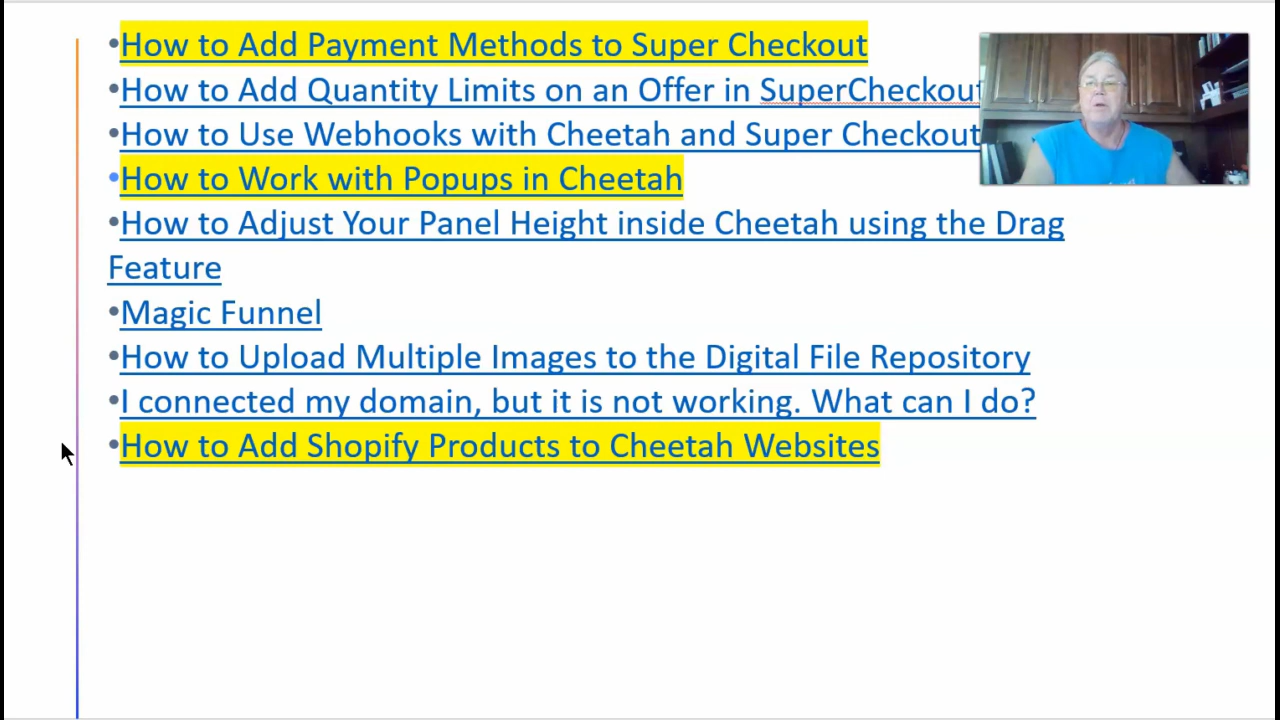 •How to Add Payment Methods to Super Checkout
•How to Add Quantity Limits on an Offer in SuperCheckout
•How to Use Webhooks with Cheetah and Super Checkout
•How to Work with Popups in Cheetah
•How to Adjust Your Panel Height inside Cheetah using the Drag
Feature
•Magic Funnel
•How to Upload Multiple Images to the Digital File Repository
•I connected my domain, but it is not working. What can I do?
•How to Add Shopify Products to Cheetah Websites